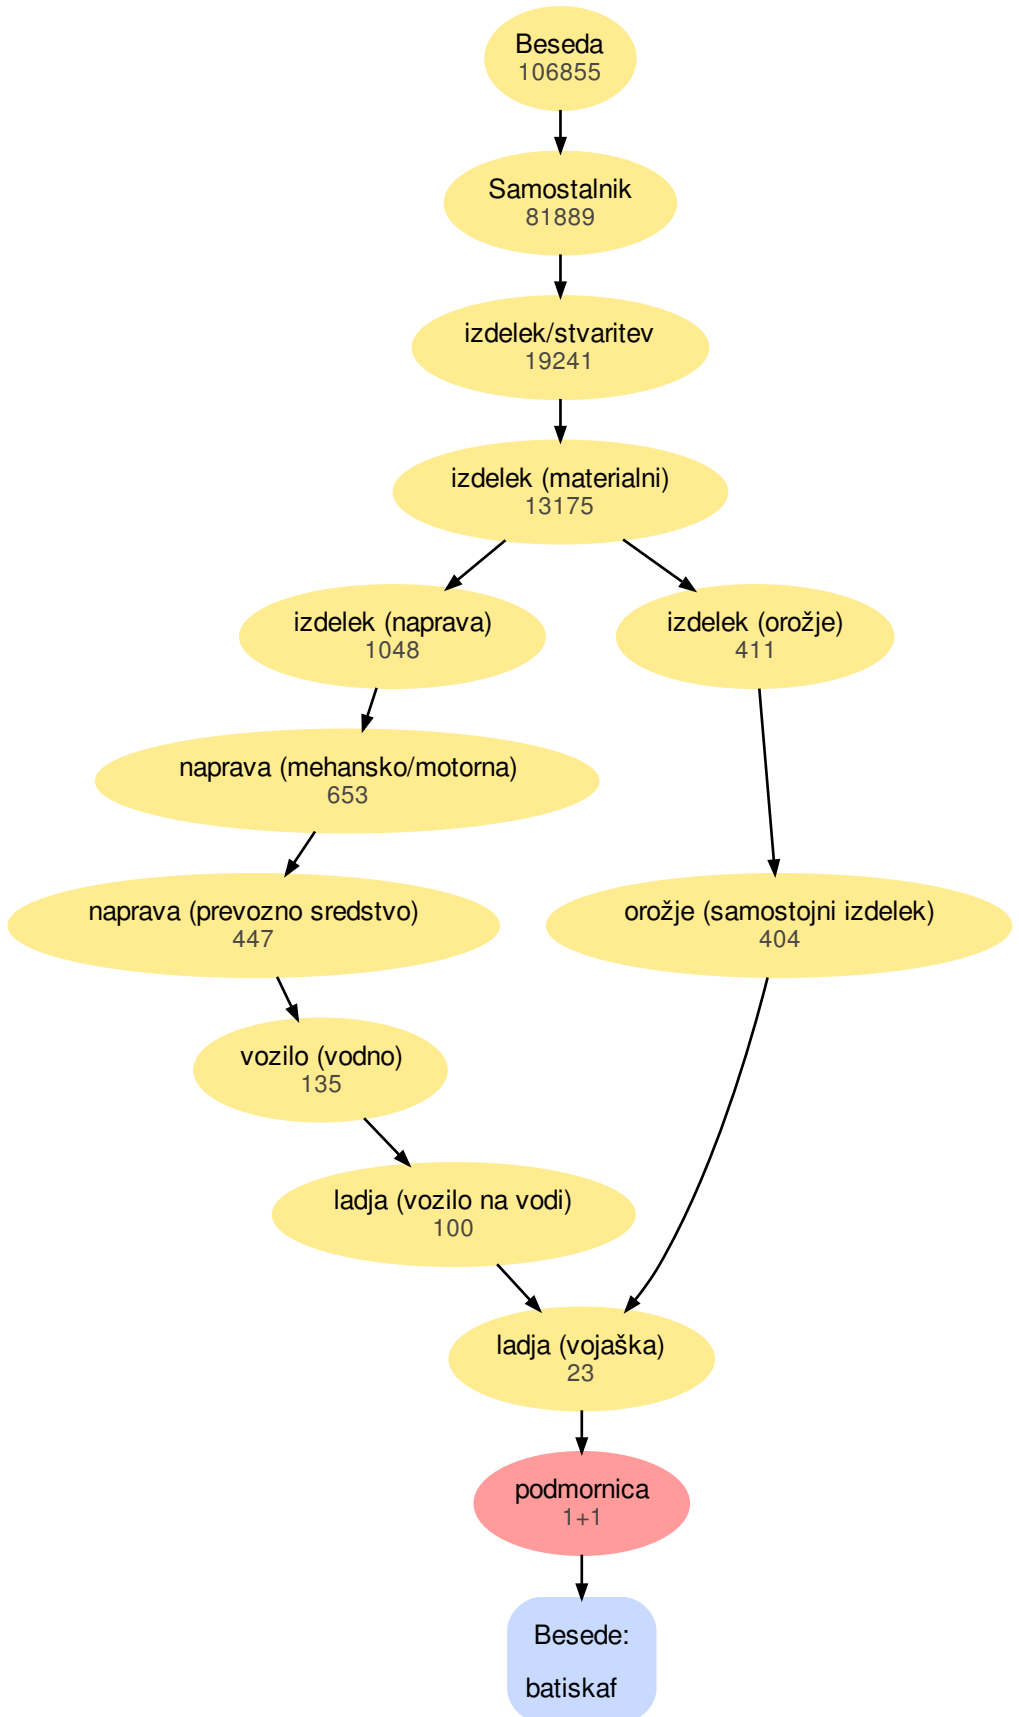 Beseda
106855
Samostalnik
81889
izdelek/stvaritev
19241
izdelek (materialni)
13175
izdelek (naprava)
1048
izdelek (orožje)
411
naprava (mehansko/motorna)
653
naprava (prevozno sredstvo)
447
orožje (samostojni izdelek)
404
vozilo (vodno)
135
ladja (vozilo na vodi)
100
ladja (vojaška)
23
podmornica
1+1
Besede:
batiskaf